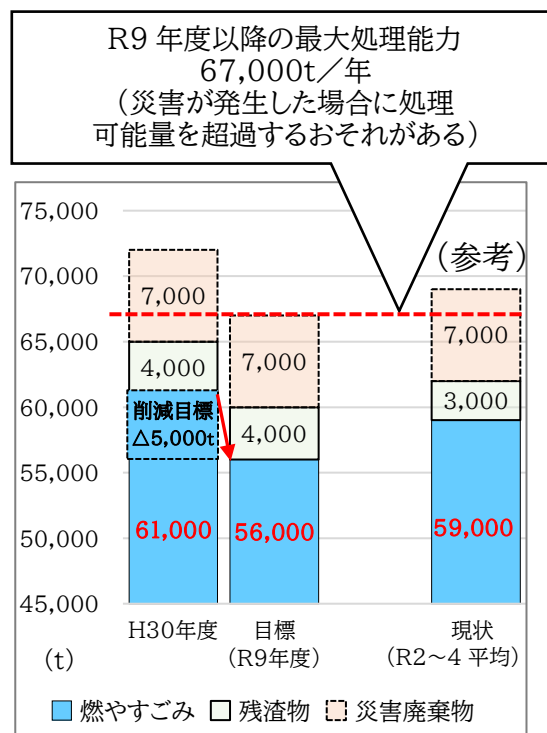 R9 年度以降の最大処理能力
67,000t/年
(災害が発生した場合に処理
可能量を超過するおそれがある)
75,000
70,000
65,000
60,000
55,000
50,000
45,000
(t)
(参考)
7,000
4,000
削減目標
△5,000t
61,000
7,000
4,000
56,000
7,000
3,000
59,000
H30年度
目標
(R9年度)
現状
(R2～4 平均)
燃やすごみ 残渣物 災害廃棄物